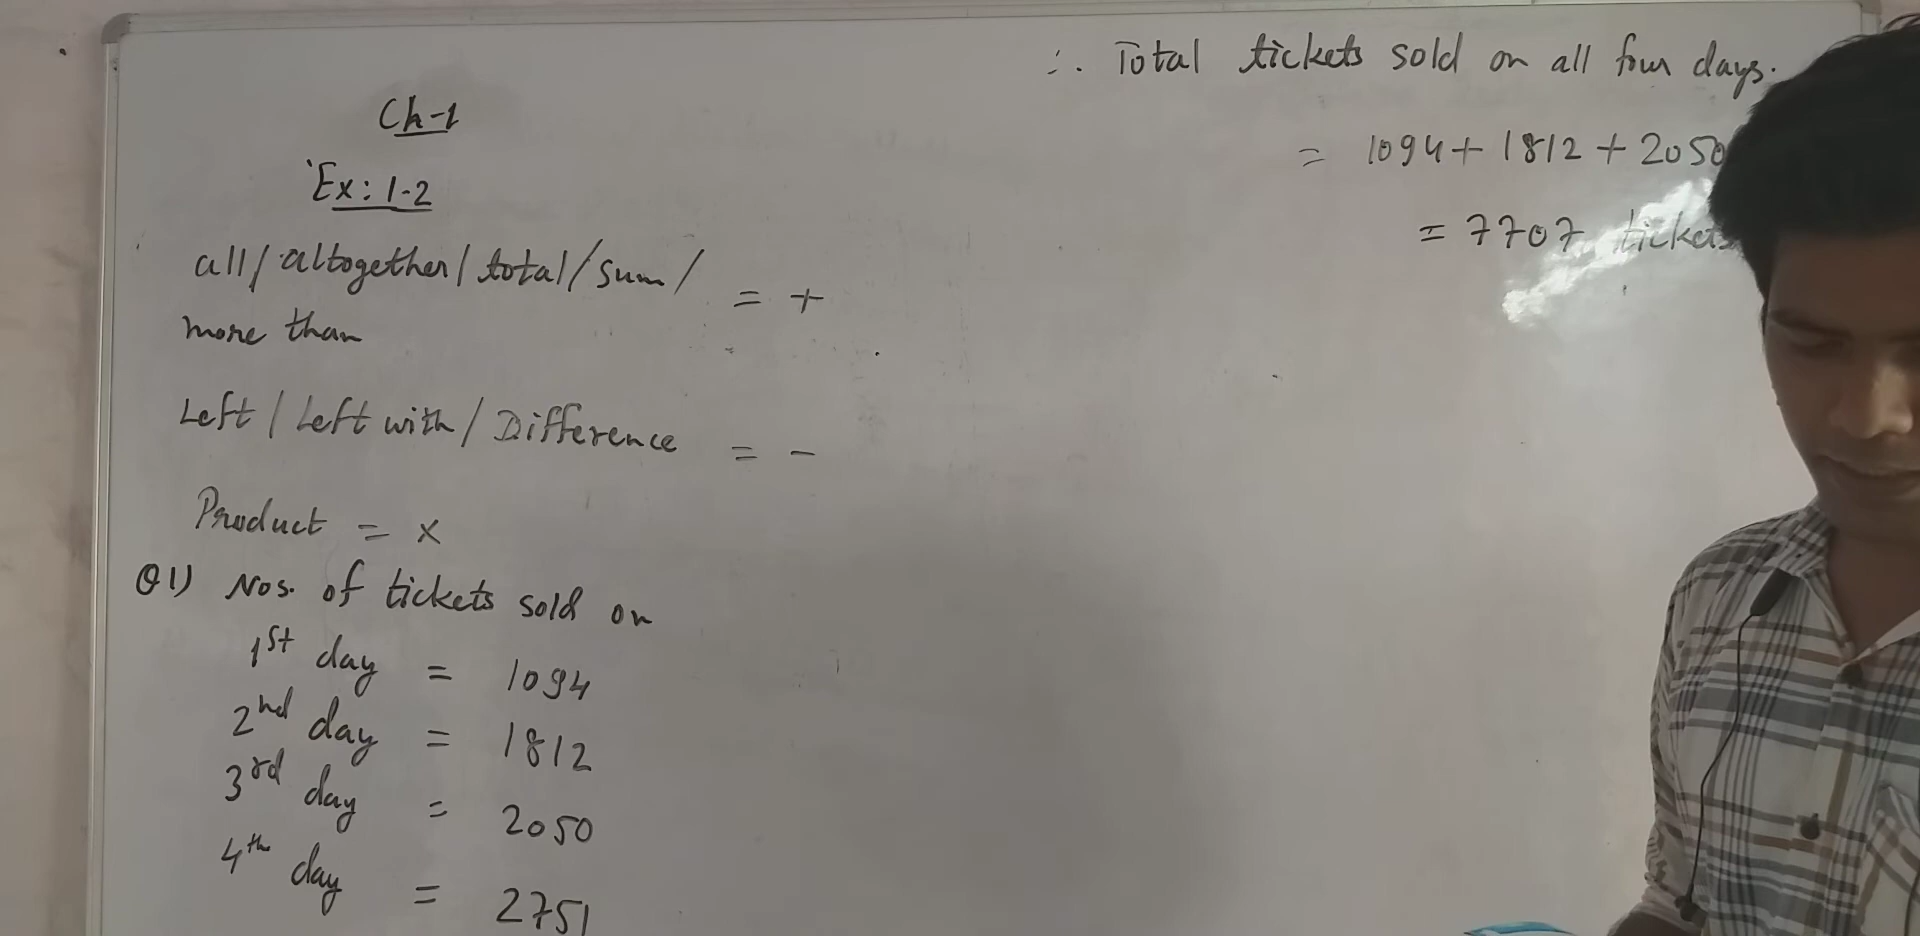 Ch-1
Ex: 1-2
all/altogether/total/sum/
more than = +
Left/Left with/Difference = -
Product = x
Q1) Nos. of tickets sold on
1st day = 1094
2nd day = 1812
3rd day = 2050
4th day = 2751
∴ Total tickets sold on all four days.
= 1094 + 1812 + 2050
= 7707 tickets